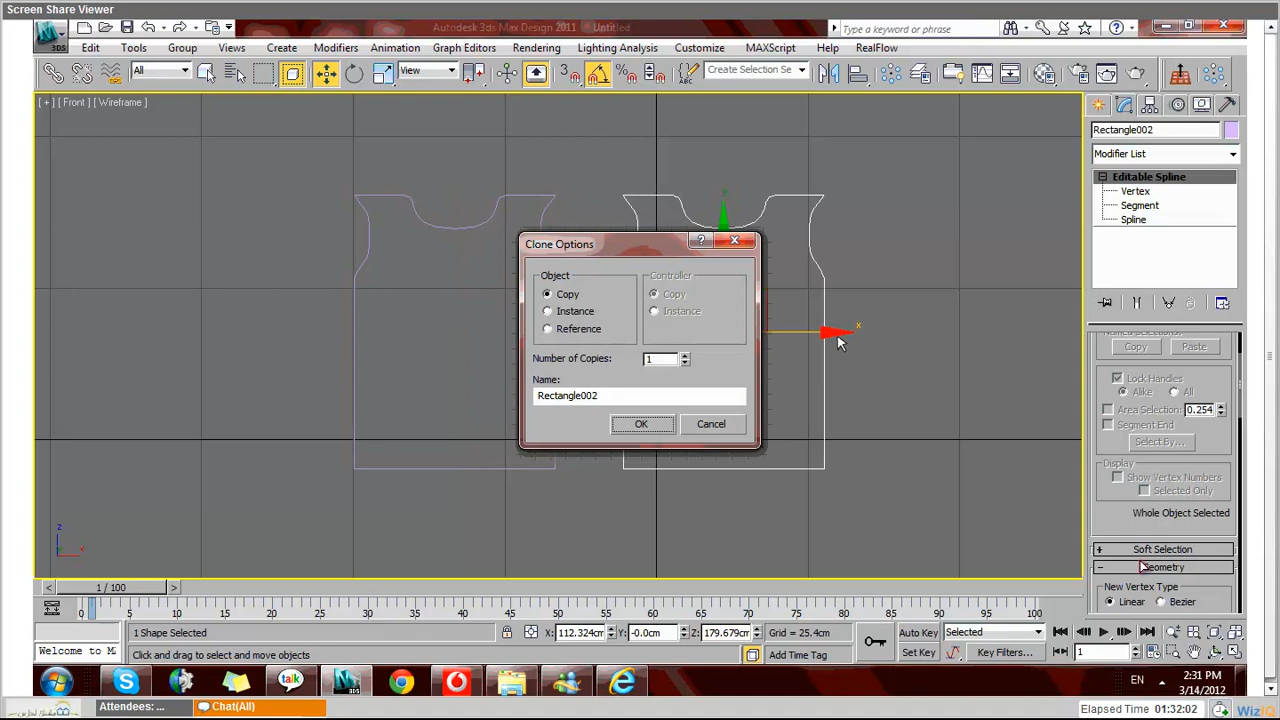 Screen Share Viewer
Autodesk 3ds Max Design 2011 Untitled
Type a keyword or phrase
3DS
Edit Tools Group Views Create Modifiers Animation Graph Editors Rendering Lighting Analysis Customize MAXScript Help RealFlow
All View 3 Create Selection Se
[ + ] [ Front ] [ Wireframe ]
Rectangle002
Modifier List
Editable Spline
Vertex
Segment
Spline
Clone Options
Object
Copy
Instance
Reference
Controller
Copy
Instance
Number of Copies: 1
Name:
Rectangle002
OK Cancel
x
z
x
Named Selections:
Copy Paste
Lock Handles
Alike All
Area Selection: 0.254
Segment End
Select By...
Display
Show Vertex Numbers
Selected Only
Whole Object Selected
+ Soft Selection
- Geometry
New Vertex Type
Linear Bezier
< 1 / 100 >
0 5 10 15 20 25 30 35 40 45 50 55 60 65 70 75 80 85 90 95 100
1 Shape Selected X: 112.324cm Y: -0.0cm Z: 179.679cm Grid = 25.4cm Auto Key Selected
Welcome to M Click and drag to select and move objects Add Time Tag Set Key Key Filters... 1
talk
EN
2:31 PM
3/14/2012
Attendees: ... Chat(All) Elapsed Time 01:32:02 WizIQ